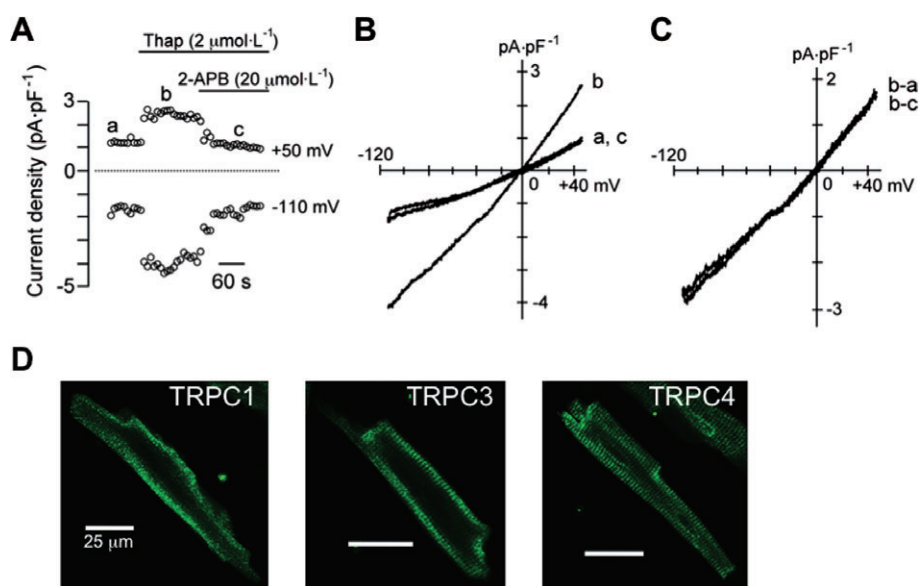 A
Thap (2 μmol·L⁻¹)
2-APB (20 μmol·L⁻¹)
Current density (pA·pF⁻¹)
3
0
-5
a
b
c
+50 mV
-110 mV
60 s
B
pA·pF⁻¹
3
b
a, c
-120
0
+40 mV
-4
C
pA·pF⁻¹
2
b-a
b-c
-120
0
+40 mV
-3
D
TRPC1
25 μm
TRPC3
TRPC4